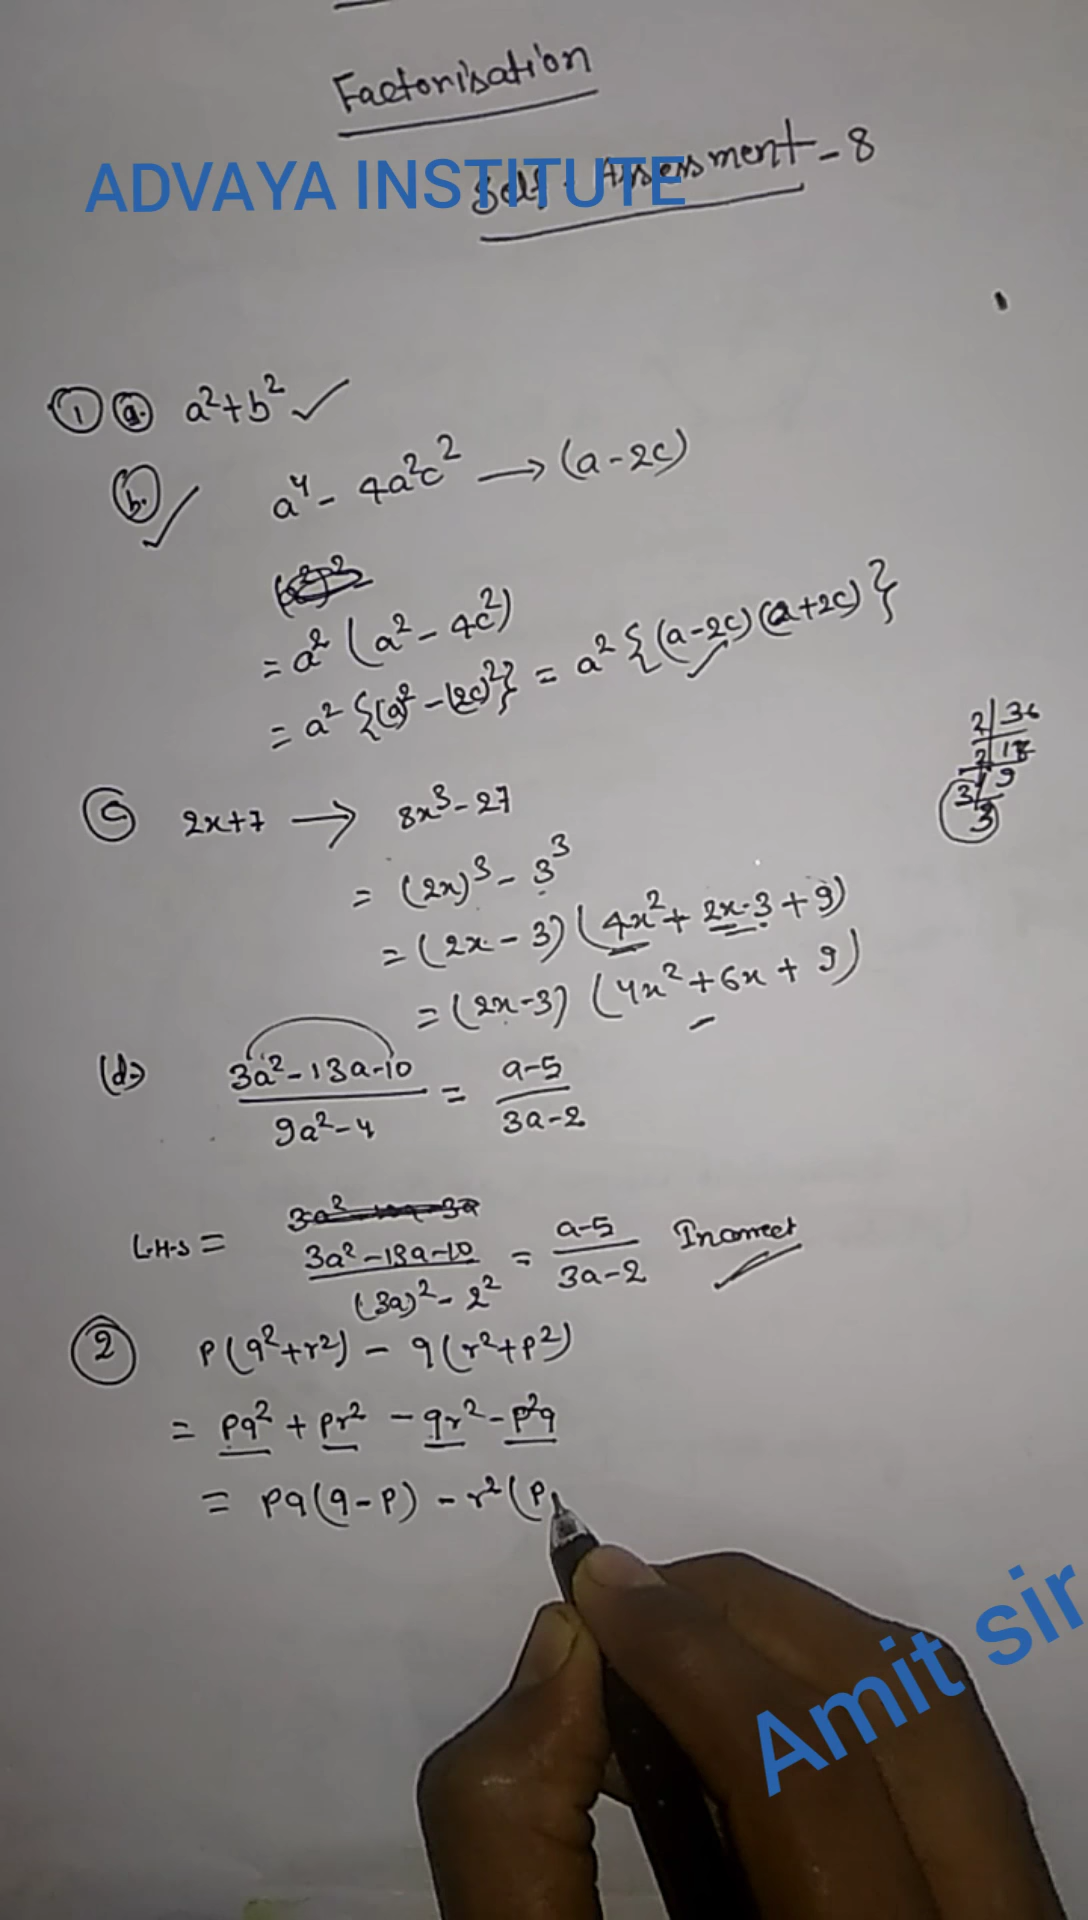 Factorisation
ADVAYA INSTITUTE
Self-Assessment-8
① ⓐ. a²+b² ✓
ⓑ. ✓ a⁴ - 4a²c² → (a-2c)
= a² (a² - 4c²)
= a² {(a)² - (2c)²} = a² {(a-2c)(a+2c)}
2|36
2|18
3|9
3
ⓒ 2x+7 → 8x³-27
= (2x)³ - 3³
= (2x-3) (4x² + 2x·3 + 9)
= (2x-3) (4x²+6x+9)
(d) (3a²-13a-10)/(9a²-4) = (a-5)/(3a-2)
L.H.S = (3a²-13a-10)/((3a)²-2²) = (a-5)/(3a-2) Incorrect
② p(q²+r²) - q(r²+p²)
= pq² + pr² - qr² - p²q
= pq(q-p) - r²(p
Amit sir